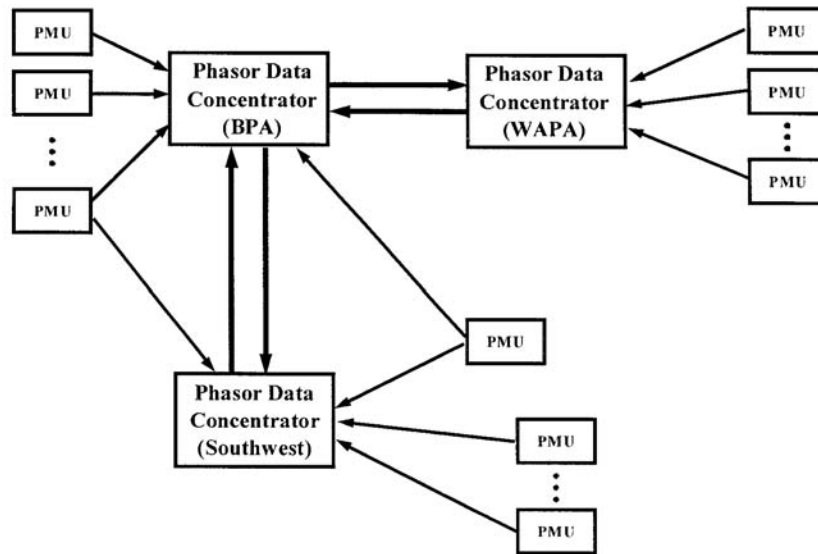 PMU
PMU
PMU
Phasor Data
Concentrator
(BPA)
Phasor Data
Concentrator
(WAPA)
PMU
PMU
PMU
PMU
Phasor Data
Concentrator
(Southwest)
PMU
PMU